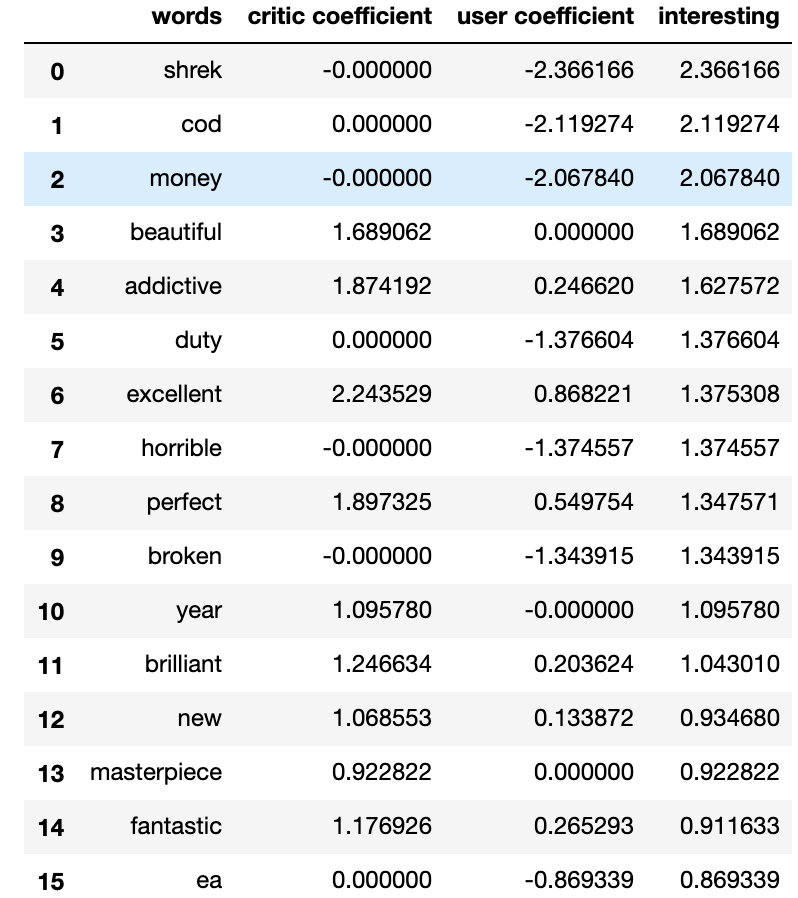 words critic coefficient user coefficient interesting
0 shrek -0.000000 -2.366166 2.366166
1 cod 0.000000 -2.119274 2.119274
2 money -0.000000 -2.067840 2.067840
3 beautiful 1.689062 0.000000 1.689062
4 addictive 1.874192 0.246620 1.627572
5 duty 0.000000 -1.376604 1.376604
6 excellent 2.243529 0.868221 1.375308
7 horrible -0.000000 -1.374557 1.374557
8 perfect 1.897325 0.549754 1.347571
9 broken -0.000000 -1.343915 1.343915
10 year 1.095780 -0.000000 1.095780
11 brilliant 1.246634 0.203624 1.043010
12 new 1.068553 0.133872 0.934680
13 masterpiece 0.922822 0.000000 0.922822
14 fantastic 1.176926 0.265293 0.911633
15 ea 0.000000 -0.869339 0.869339